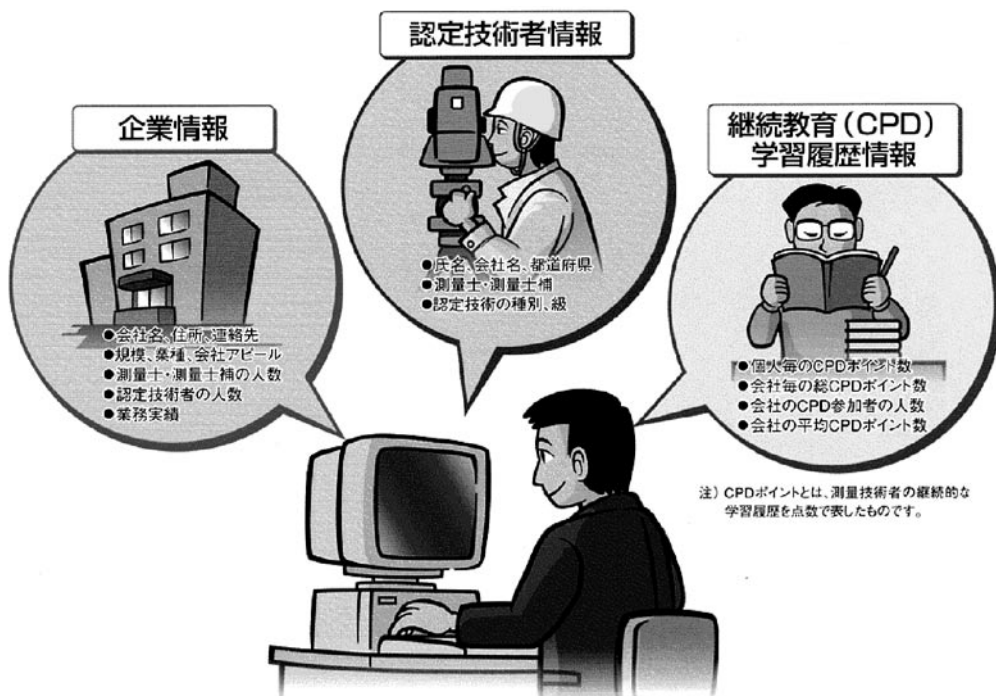 認定技術者情報
●氏名、会社名、都道府県
●測量士・測量士補
●認定技術の種別、級
企業情報
●会社名、住所、連絡先
●規模、業種、会社アピール
●測量士・測量士補の人数
●認定技術者の人数
●業務実績
継続教育(CPD)
学習履歴情報
●個人毎のCPDポイント数
●会社毎の総CPDポイント数
●会社のCPD参加者の人数
●会社の平均CPDポイント数
注) CPDポイントとは、測量技術者の継続的な
学習履歴を点数で表したものです。